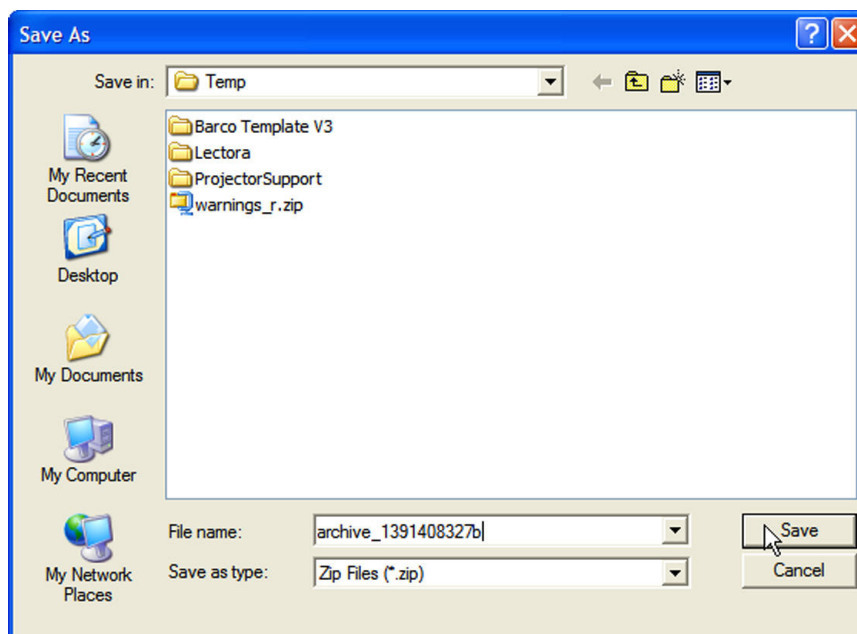 Save As
Save in:
Temp
Barco Template V3
Lectora
ProjectorSupport
warnings_r.zip
My Recent
Documents
Desktop
My Documents
My Computer
My Network
Places
File name:
archive_1391408327b
Save
Save as type:
Zip Files (*.zip)
Cancel